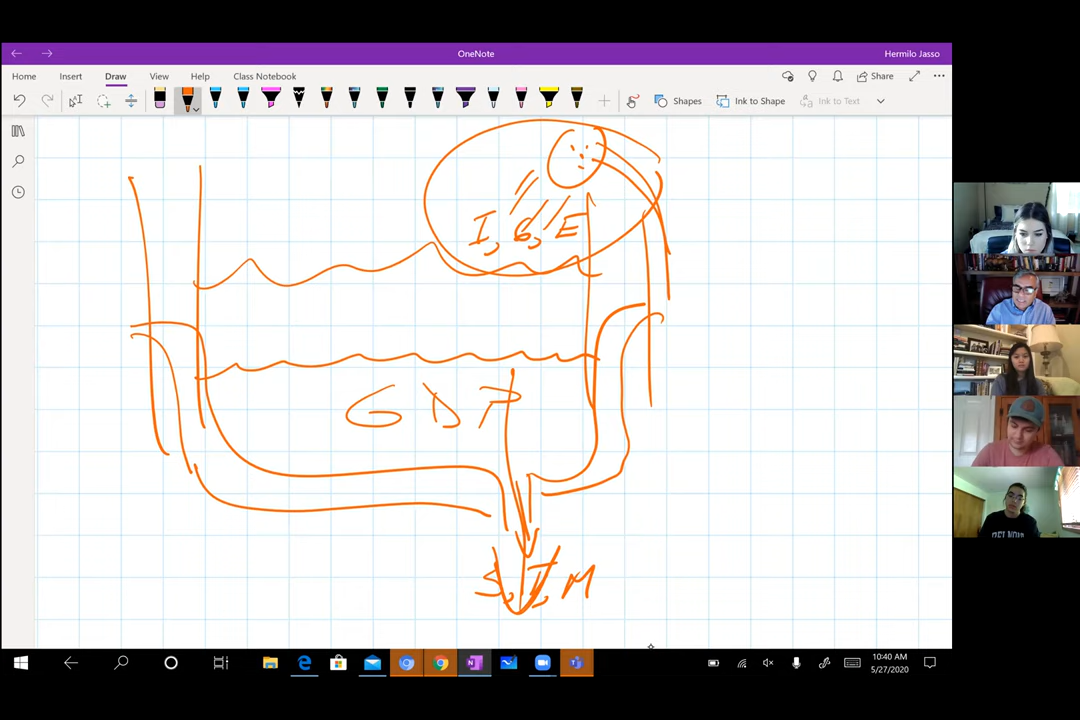 OneNote
Hermilo Jasso
Home Insert Draw View Help Class Notebook
Share
Shapes Ink to Shape Ink to Text
I, G, E
GDP
S, T, M
10:40 AM
5/27/2020